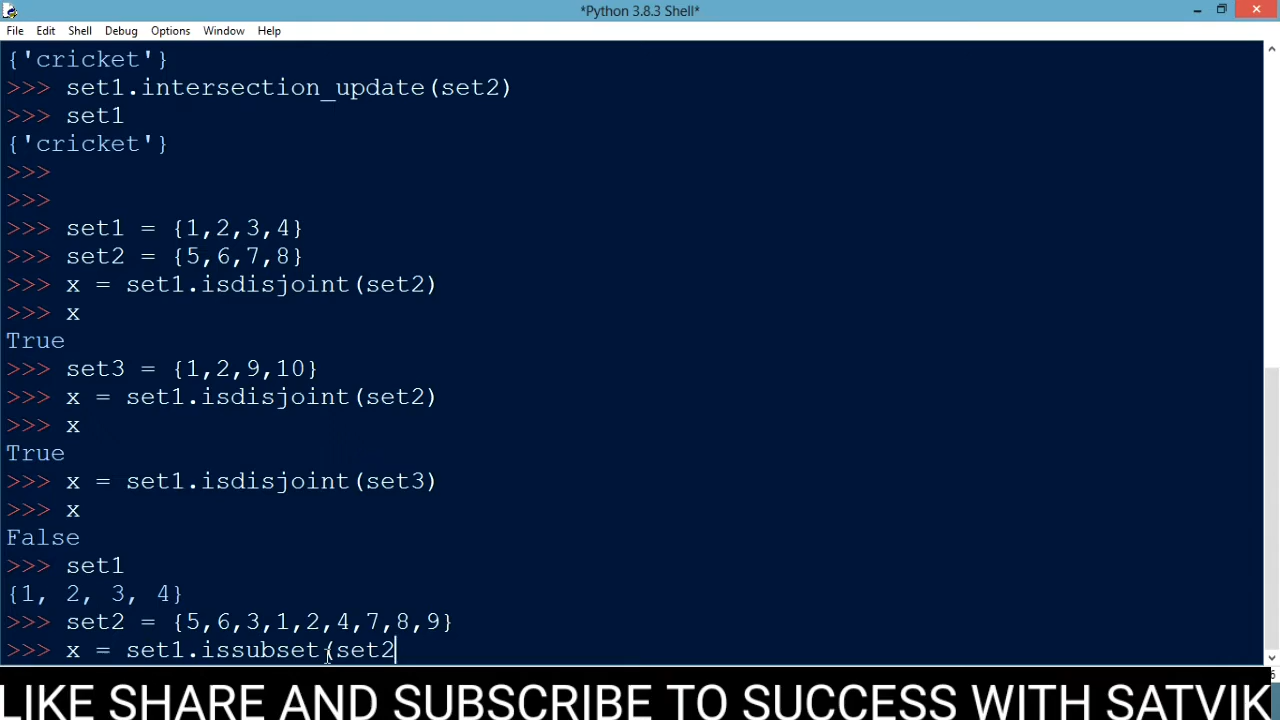 *Python 3.8.3 Shell*
File Edit Shell Debug Options Window Help
{'cricket'}
>>> set1.intersection_update(set2)
>>> set1
{'cricket'}
>>>
>>>
>>> set1 = {1,2,3,4}
>>> set2 = {5,6,7,8}
>>> x = set1.isdisjoint(set2)
>>> x
True
>>> set3 = {1,2,9,10}
>>> x = set1.isdisjoint(set2)
>>> x
True
>>> x = set1.isdisjoint(set3)
>>> x
False
>>> set1
{1, 2, 3, 4}
>>> set2 = {5,6,3,1,2,4,7,8,9}
>>> x = set1.issubset(set2
LIKE SHARE AND SUBSCRIBE TO SUCCESS WITH SATVIK